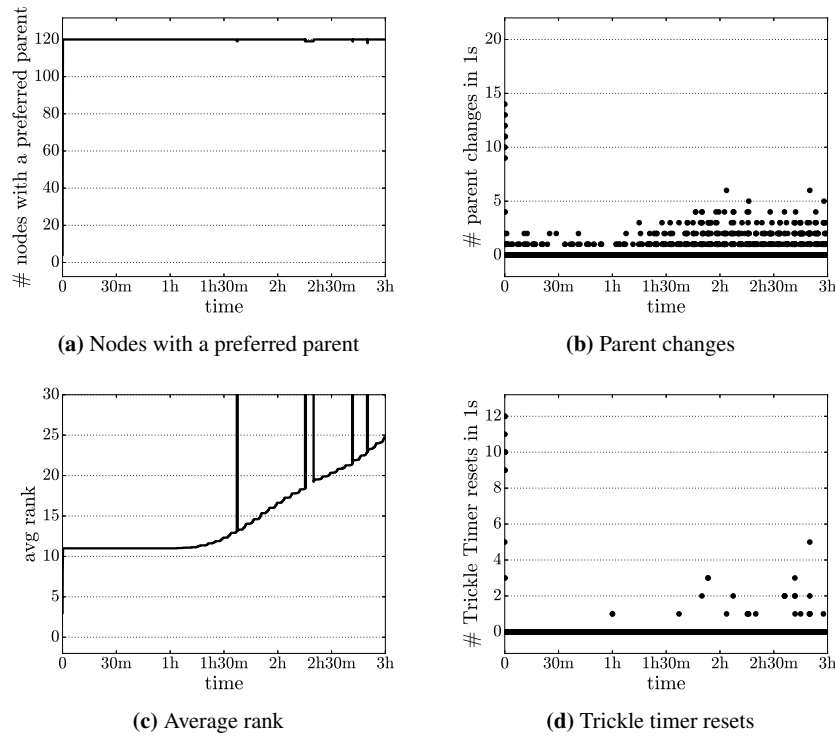 # nodes with a preferred parent
120
100
80
60
40
20
0
0 30m 1h 1h30m 2h 2h30m 3h
time
(a) Nodes with a preferred parent
# parent changes in 1s
20
15
10
5
0
0 30m 1h 1h30m 2h 2h30m 3h
time
(b) Parent changes
avg rank
30
25
20
15
10
5
0
0 30m 1h 1h30m 2h 2h30m 3h
time
(c) Average rank
# Trickle Timer resets in 1s
12
10
8
6
4
2
0
0 30m 1h 1h30m 2h 2h30m 3h
time
(d) Trickle timer resets